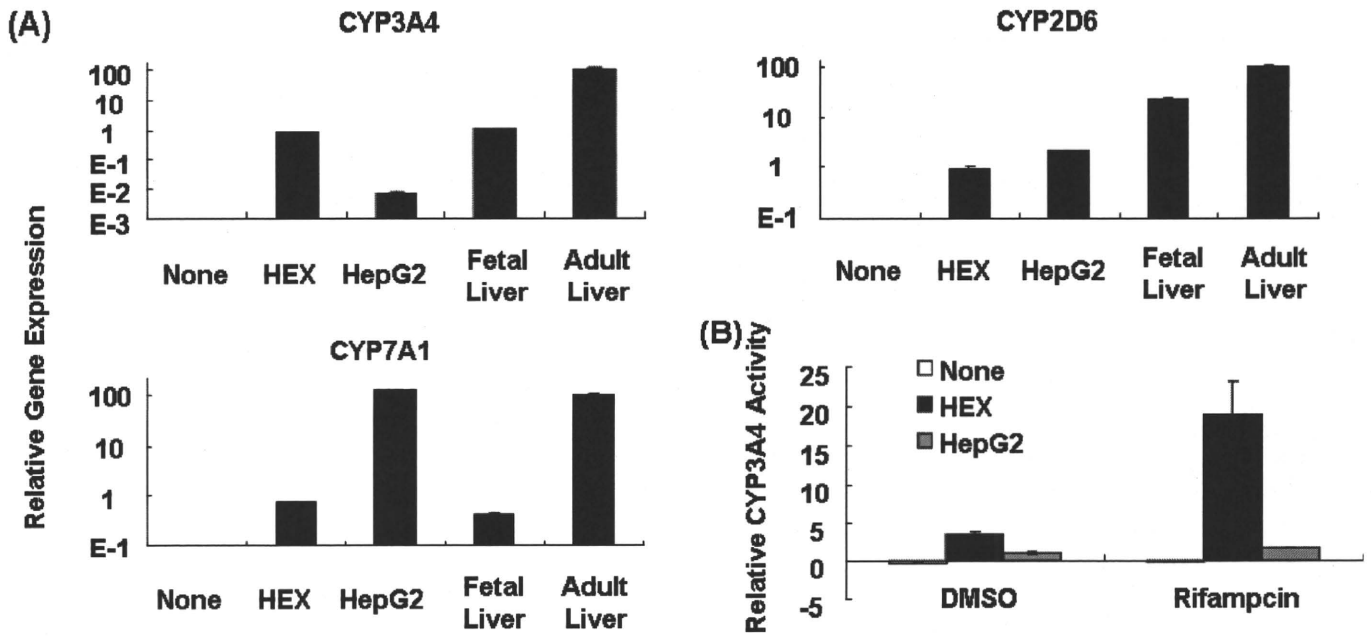 (A)
CYP3A4
100
10
1
E-1
E-2
E-3
None HEX HepG2 Fetal Liver Adult Liver
CYP2D6
100
10
1
E-1
None HEX HepG2 Fetal Liver Adult Liver
Relative Gene Expression
CYP7A1
100
10
1
E-1
None HEX HepG2 Fetal Liver Adult Liver
(B)
Relative CYP3A4 Activity
25
20
15
10
5
0
-5
None
HEX
HepG2
DMSO Rifampcin